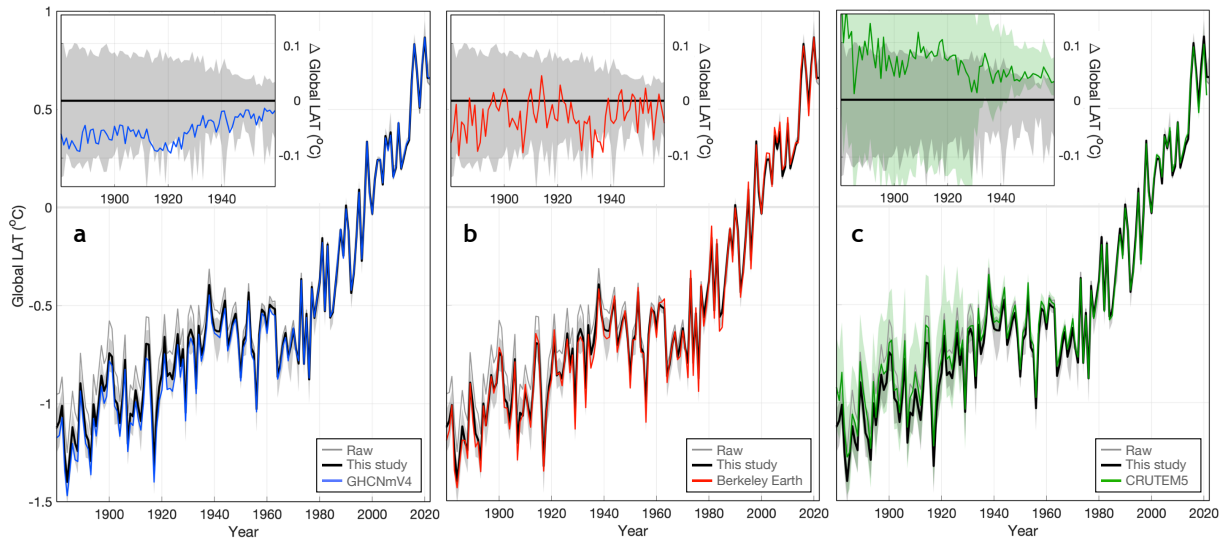 1
0.5
0
-0.5
-1
-1.5
Global LAT (°C)
1900
1920
1940
0.1
0
-0.1
Δ Global LAT (°C)
a
Raw
This study
GHCNmV4
1900
1920
1940
1960
1980
2000
2020
Year
1900
1920
1940
0.1
0
-0.1
Δ Global LAT (°C)
b
Raw
This study
Berkeley Earth
1900
1920
1940
1960
1980
2000
2020
Year
1900
1920
1940
0.1
0
-0.1
Δ Global LAT (°C)
c
Raw
This study
CRUTEM5
1900
1920
1940
1960
1980
2000
2020
Year